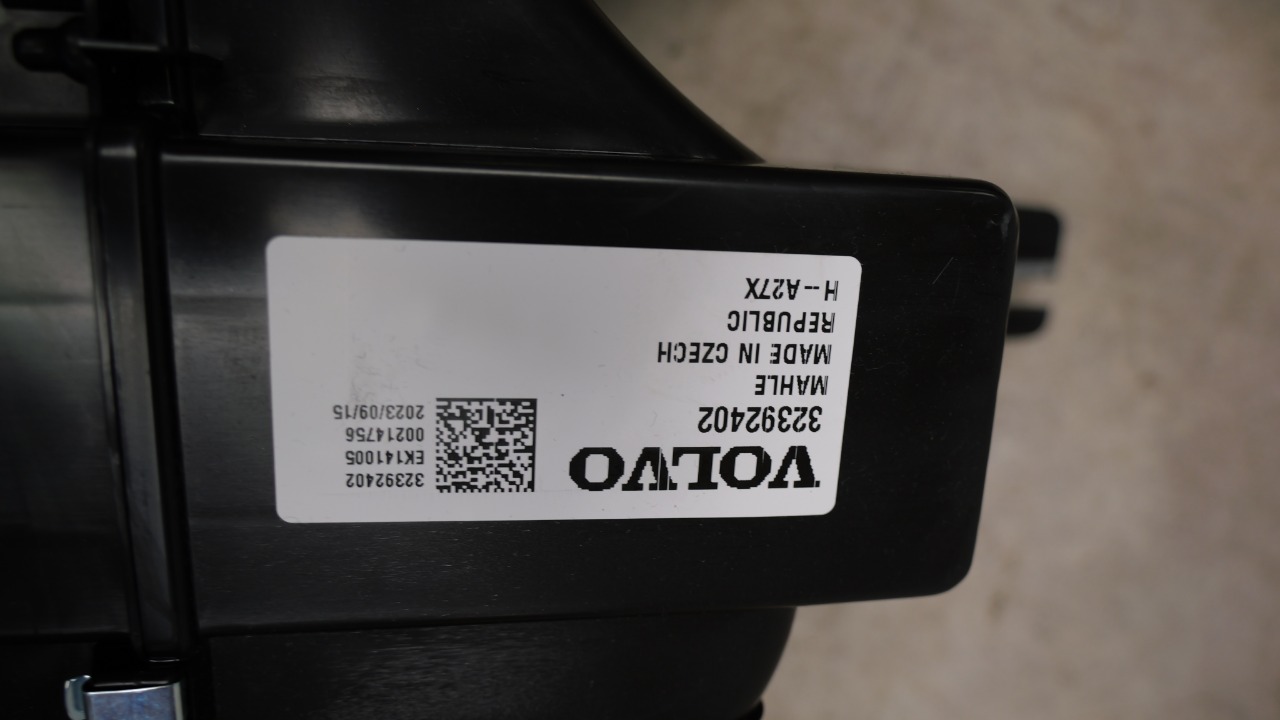 VOLVO
32392402
MAHLE
MADE IN CZECH
REPUBLIC
H--A27X
32392402
EK141005
00214756
2023/09/15